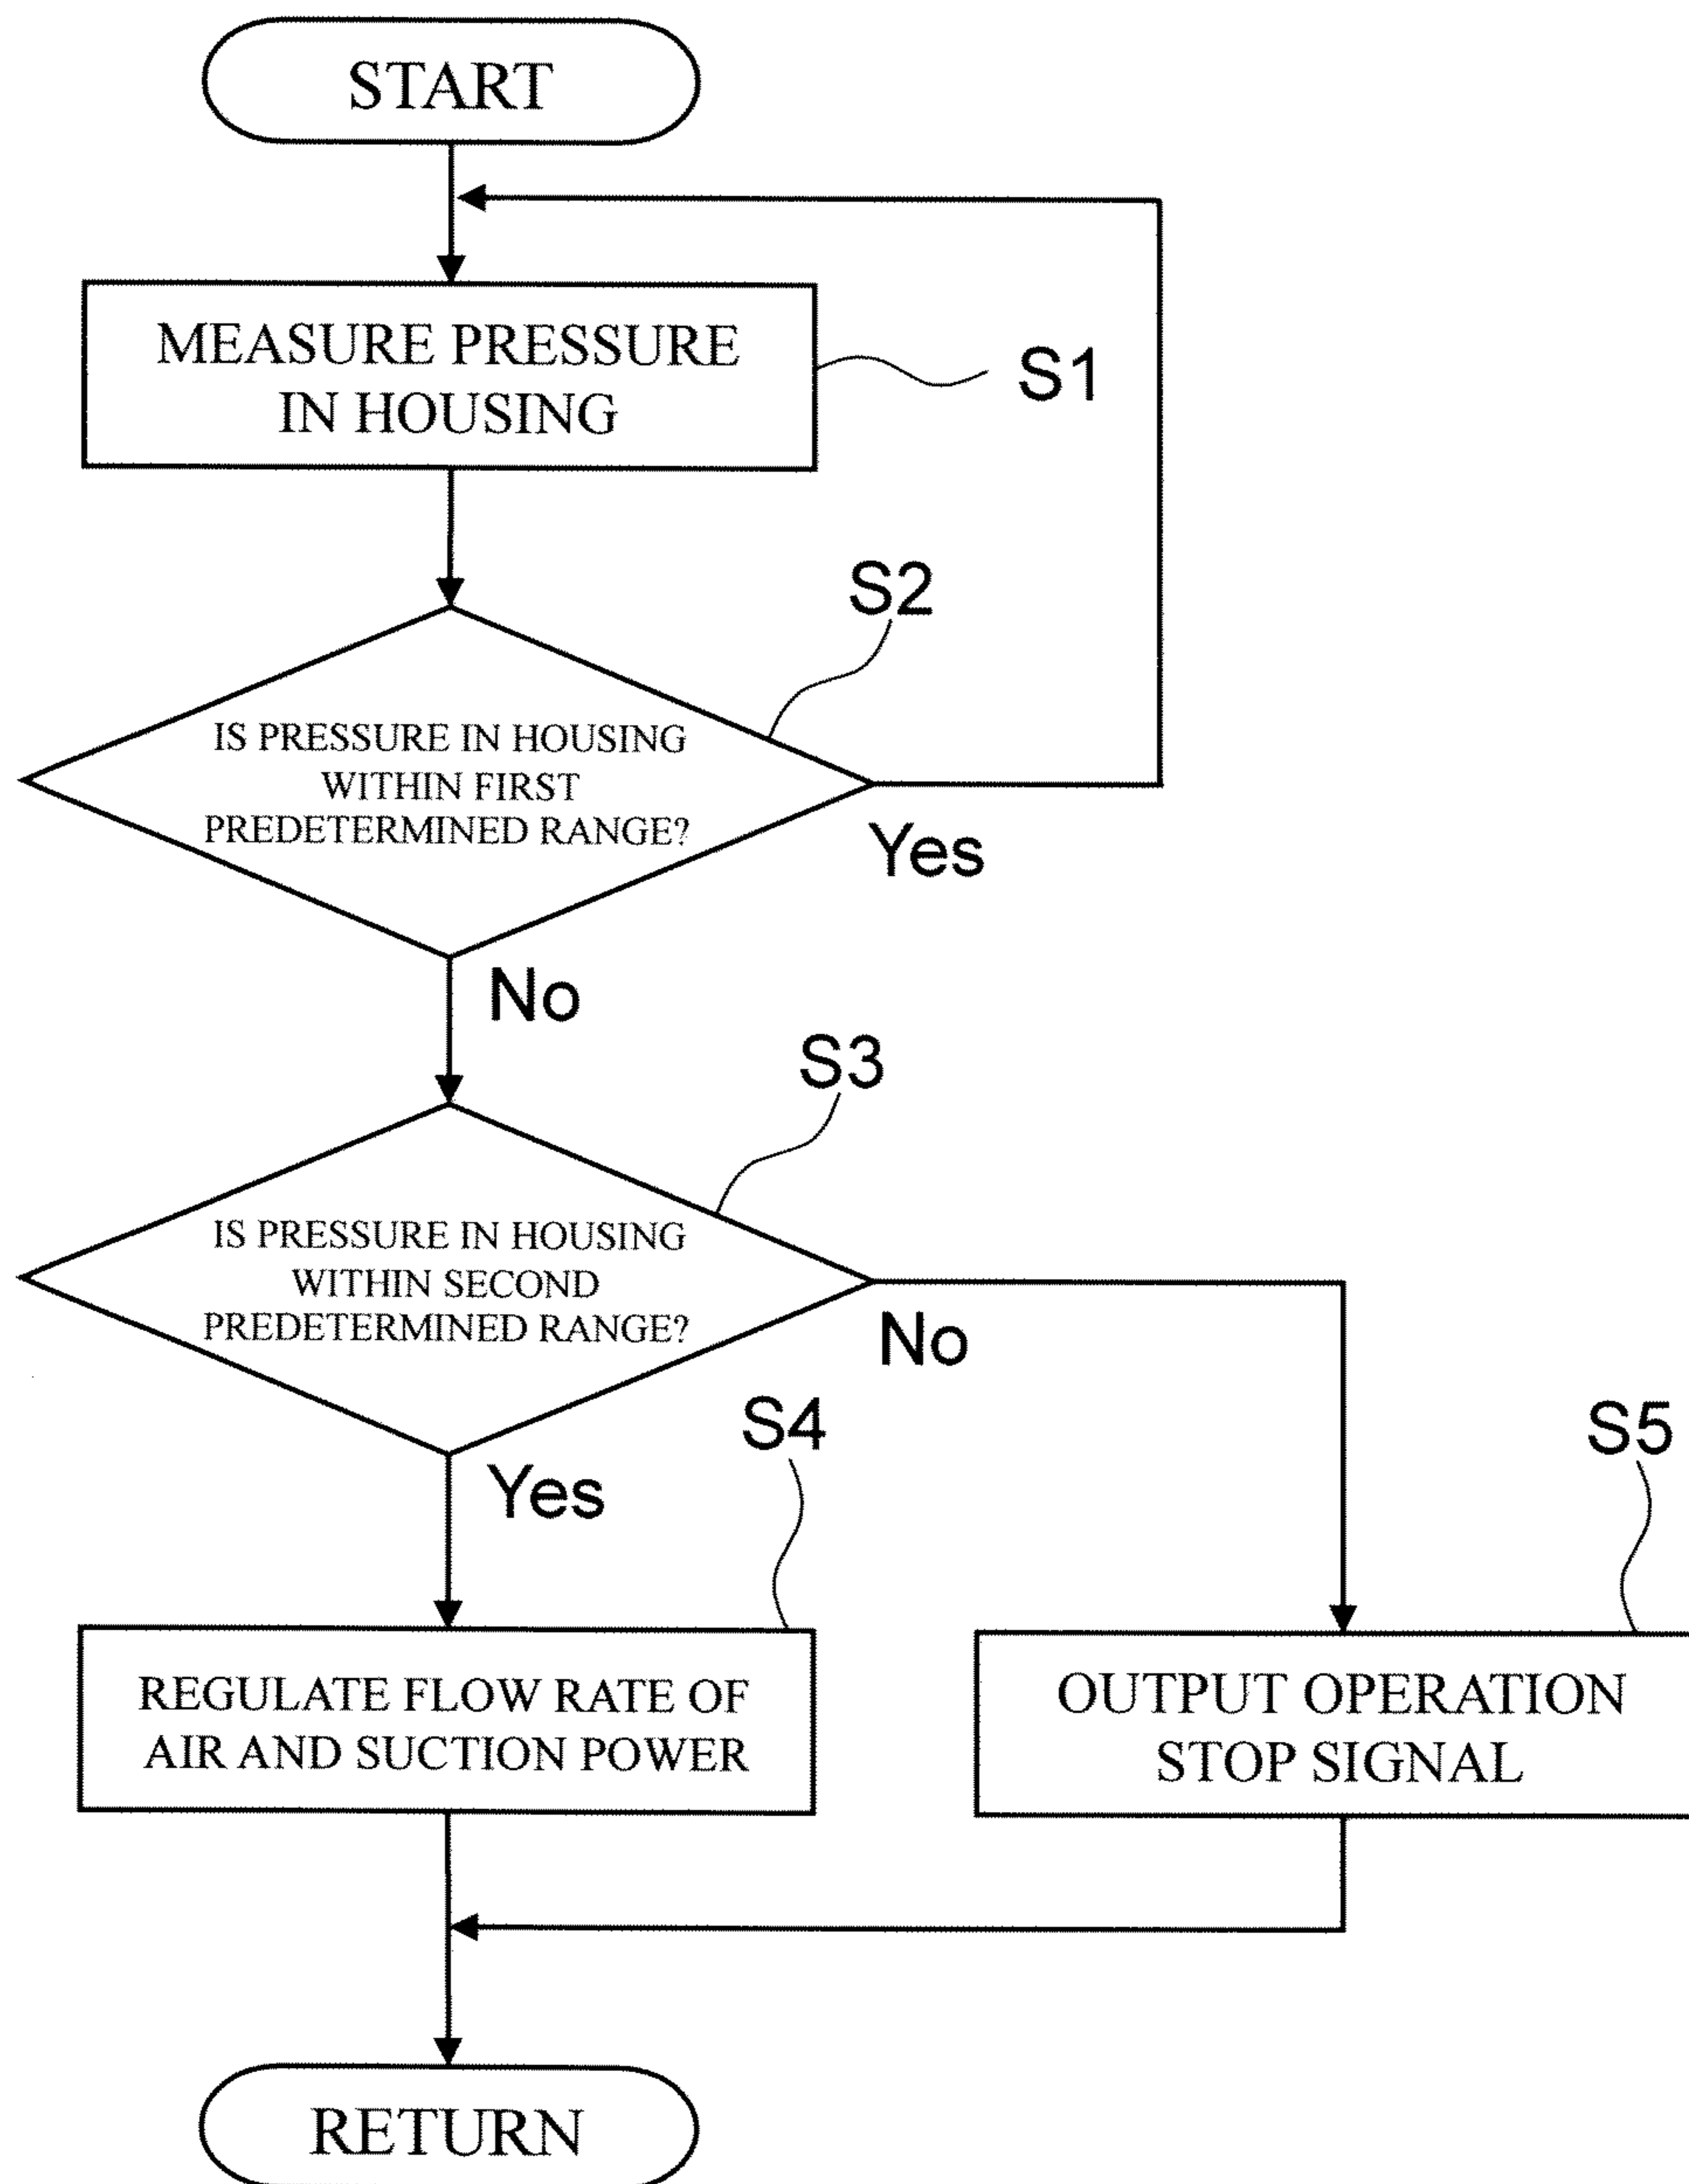 START
MEASURE PRESSURE
IN HOUSING
S1
S2
IS PRESSURE IN HOUSING
WITHIN FIRST
PREDETERMINED RANGE?
Yes
No
S3
IS PRESSURE IN HOUSING
WITHIN SECOND
PREDETERMINED RANGE?
No
Yes
S4
S5
REGULATE FLOW RATE OF
AIR AND SUCTION POWER
OUTPUT OPERATION
STOP SIGNAL
RETURN